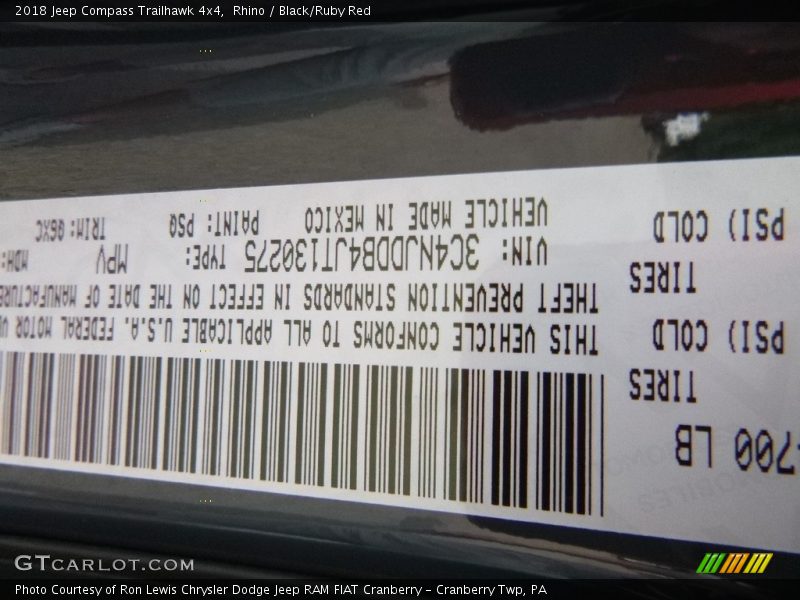 2018 Jeep Compass Trailhawk 4x4, Rhino / Black/Ruby Red
700 LB
TIRES
PSI) COLD
TIRES
PSI) COLD
THIS VEHICLE CONFORMS TO ALL APPLICABLE U.S.A. FEDERAL MOTOR
THEFT PREVENTION STANDARDS IN EFFECT ON THE DATE OF MANUFACTURE
VIN: 3C4NJDDB4JT130275 TYPE: MPV MDH:
VEHICLE MADE IN MEXICO PAINT: PSQ TRIM: Q6XC
GTCARLOT.COM
Photo Courtesy of Ron Lewis Chrysler Dodge Jeep RAM FIAT Cranberry – Cranberry Twp, PA